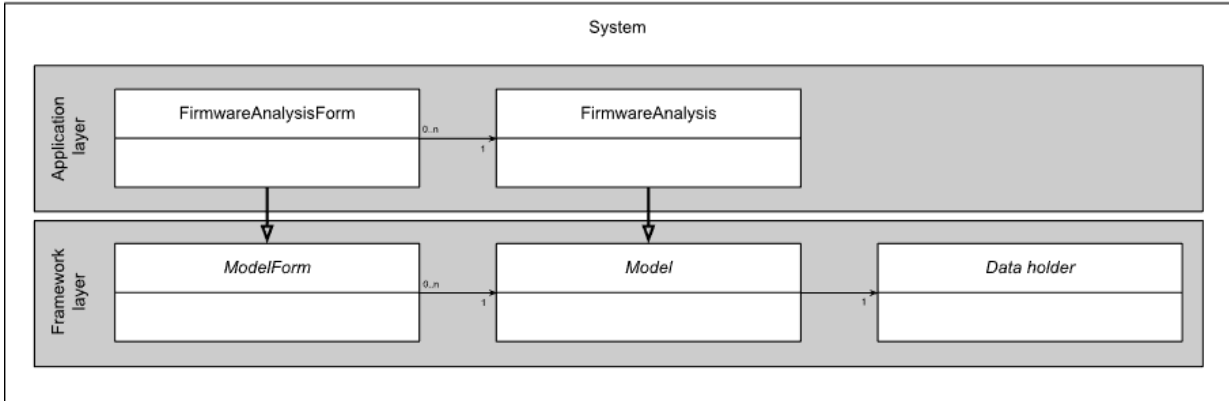 System
Application
layer
FirmwareAnalysisForm
0..n
1
FirmwareAnalysis
Framework
layer
ModelForm
0..n
1
Model
1
Data holder